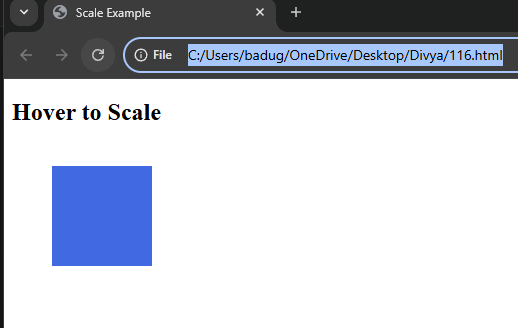 Scale Example
File C:/Users/badug/OneDrive/Desktop/Divya/116.html
Hover to Scale